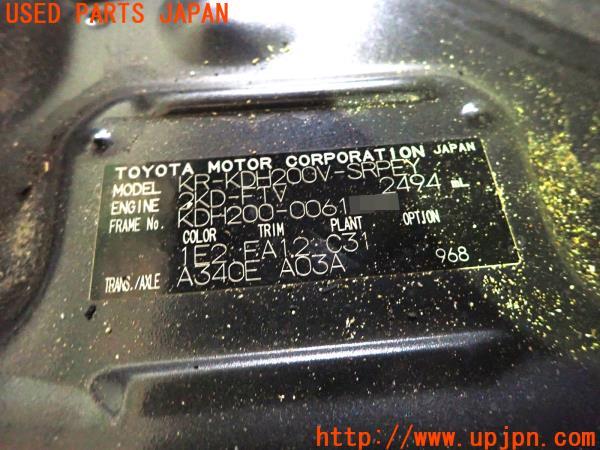 USED PARTS JAPAN
TOYOTA MOTOR CORPORATION JAPAN
MODEL KR-KDH200V-SRPEY
ENGINE 2KD-FTV 2494 mL
FRAME No. KDH200-0061
COLOR TRIM PLANT OPTION
1E2 FA12 C31
TRANS./AXLE A340E A03A 968
http://www.upjpn.com